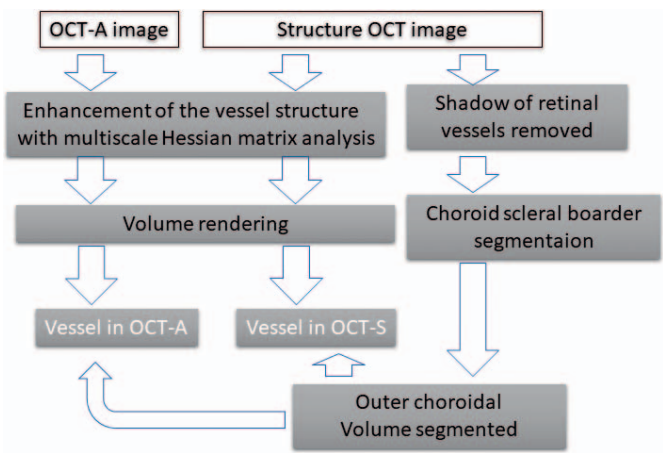 OCT-A image
Structure OCT image
Enhancement of the vessel structure
with multiscale Hessian matrix analysis
Shadow of retinal
vessels removed
Volume rendering
Choroid scleral boarder
segmentaion
Vessel in OCT-A
Vessel in OCT-S
Outer choroidal
Volume segmented